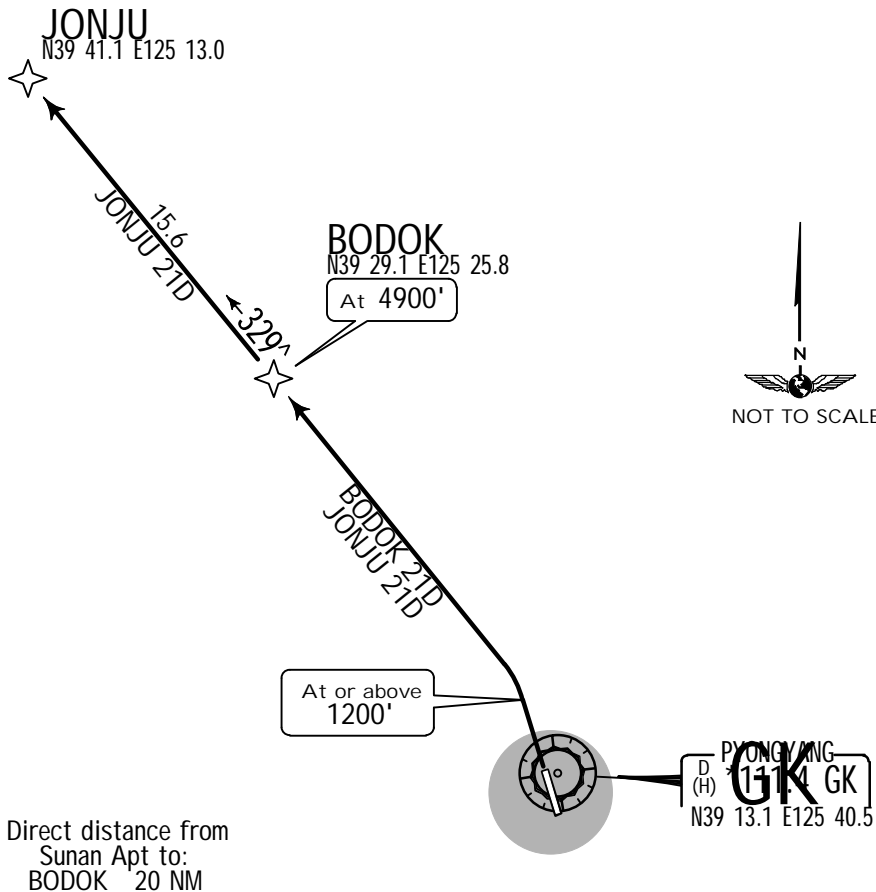 JONJU
N39 41.1 E125 13.0
15.6
JONJU 21D
BODOK
N39 29.1 E125 25.8
At 4900'
329^
N
NOT TO SCALE
BODOK 21D
JONJU 21D
At or above
1200'
PYONGYANG
D
(H)
*111.4 GK
GK
N39 13.1 E125 40.5
Direct distance from
Sunan Apt to:
BODOK 20 NM